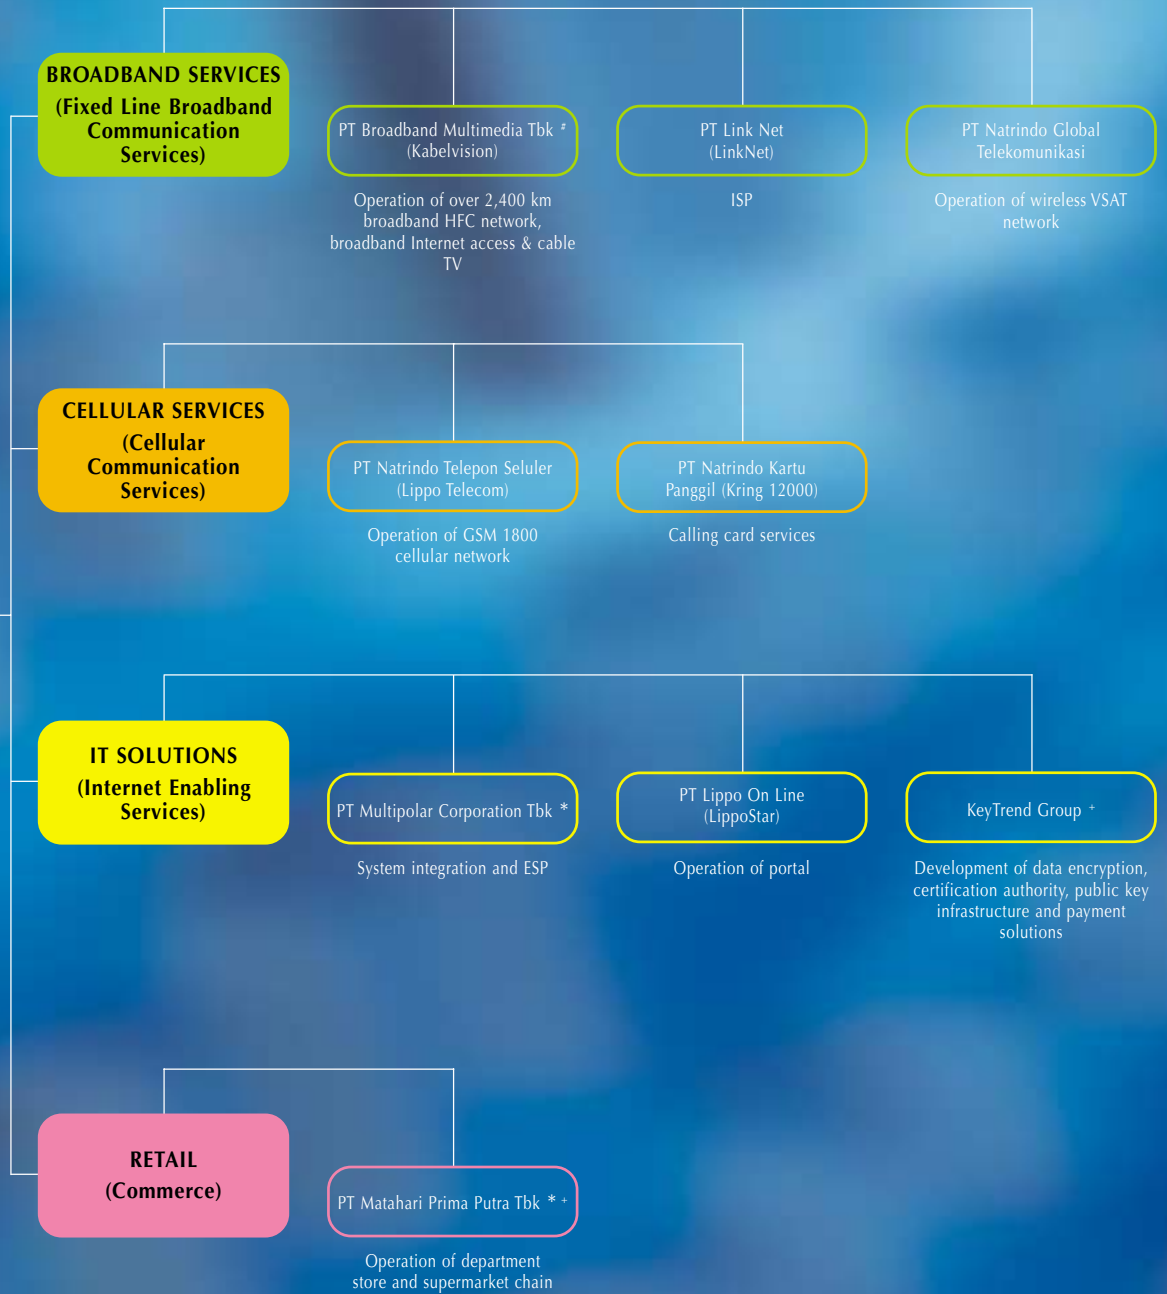 BROADBAND SERVICES
(Fixed Line Broadband
Communication
Services)
PT Broadband Multimedia Tbk #
(Kabelvision)
Operation of over 2,400 km
broadband HFC network,
broadband Internet access & cable
TV
PT Link Net
(LinkNet)
ISP
PT Natrindo Global
Telekomunikasi
Operation of wireless VSAT
network
CELLULAR SERVICES
(Cellular
Communication
Services)
PT Natrindo Telepon Seluler
(Lippo Telecom)
Operation of GSM 1800
cellular network
PT Natrindo Kartu
Panggil (Kring 12000)
Calling card services
IT SOLUTIONS
(Internet Enabling
Services)
PT Multipolar Corporation Tbk *
System integration and ESP
PT Lippo On Line
(LippoStar)
Operation of portal
KeyTrend Group +
Development of data encryption,
certification authority, public key
infrastructure and payment
solutions
RETAIL
(Commerce)
PT Matahari Prima Putra Tbk * +
Operation of department
store and supermarket chain